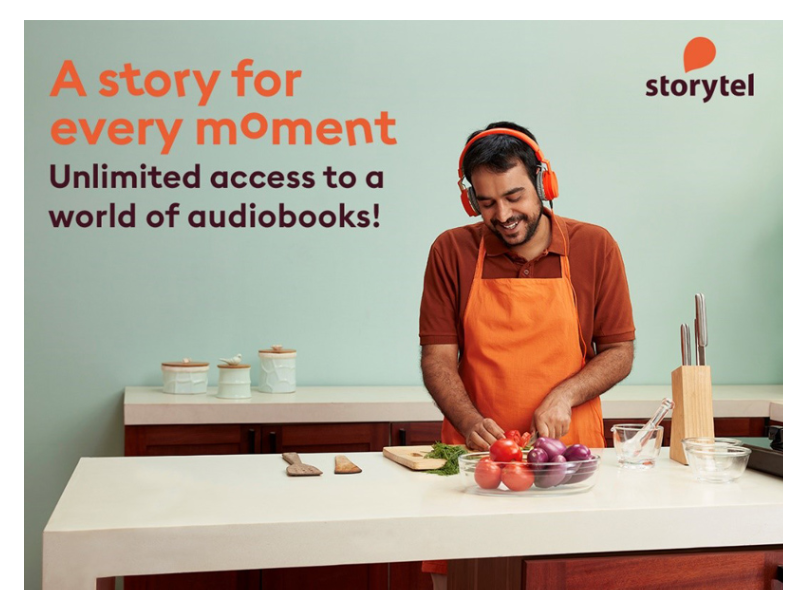 A story for
every moment
Unlimited access to a
world of audiobooks!
storytel